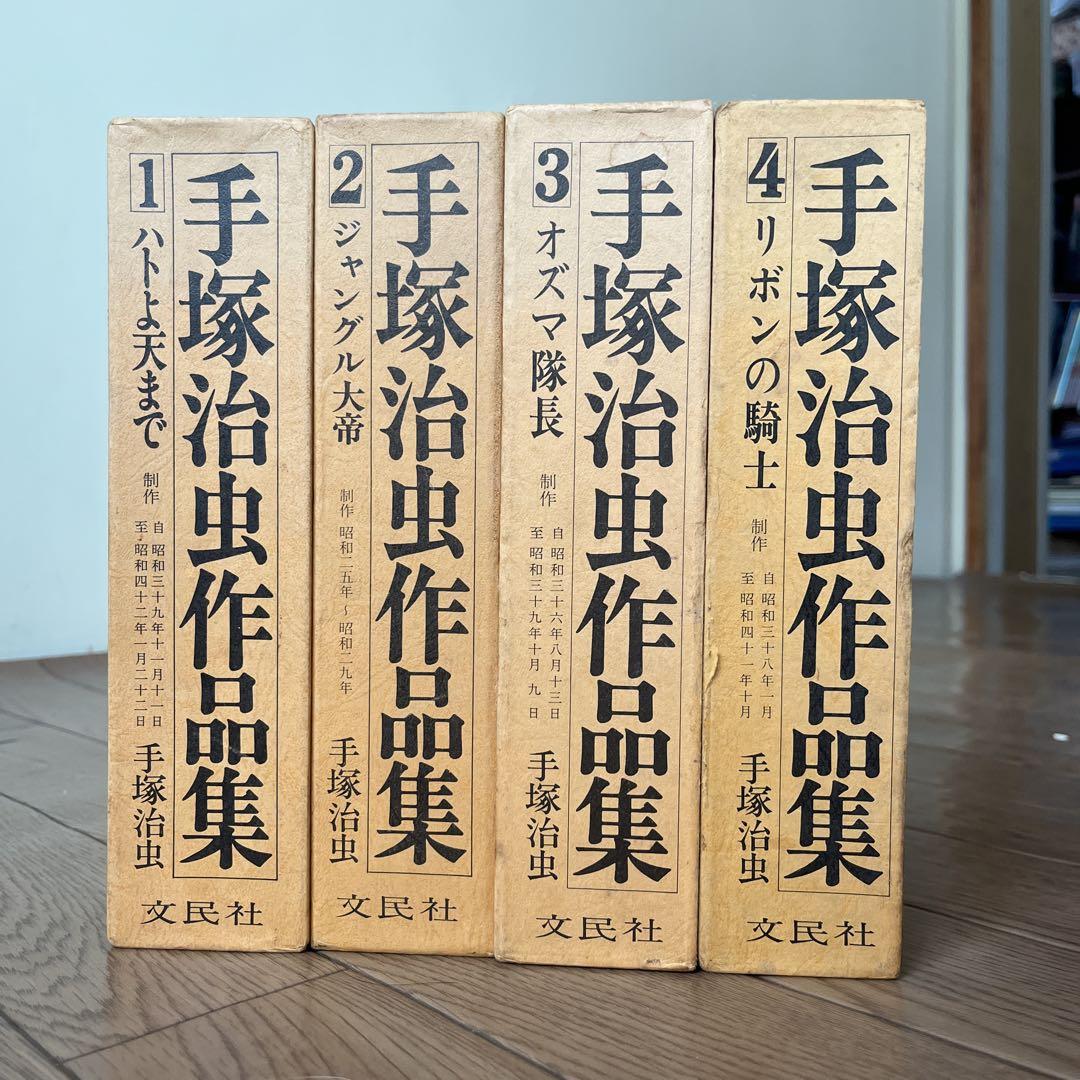 手塚治虫作品集
1
ハトよ天まで
制作
自 昭和三十九年十一月十一日
至 昭和四十二年一月二十二日
手塚治虫
文民社
手塚治虫作品集
2
ジャングル大帝
制作 昭和二五年～昭和二九年
手塚治虫
文民社
手塚治虫作品集
3
オズマ隊長
制作
自 昭和三十六年八月十三日
至 昭和三十九年十月九日
手塚治虫
文民社
手塚治虫作品集
4
リボンの騎士
制作
自 昭和三十八年一月
至 昭和四十一年十月
手塚治虫
文民社